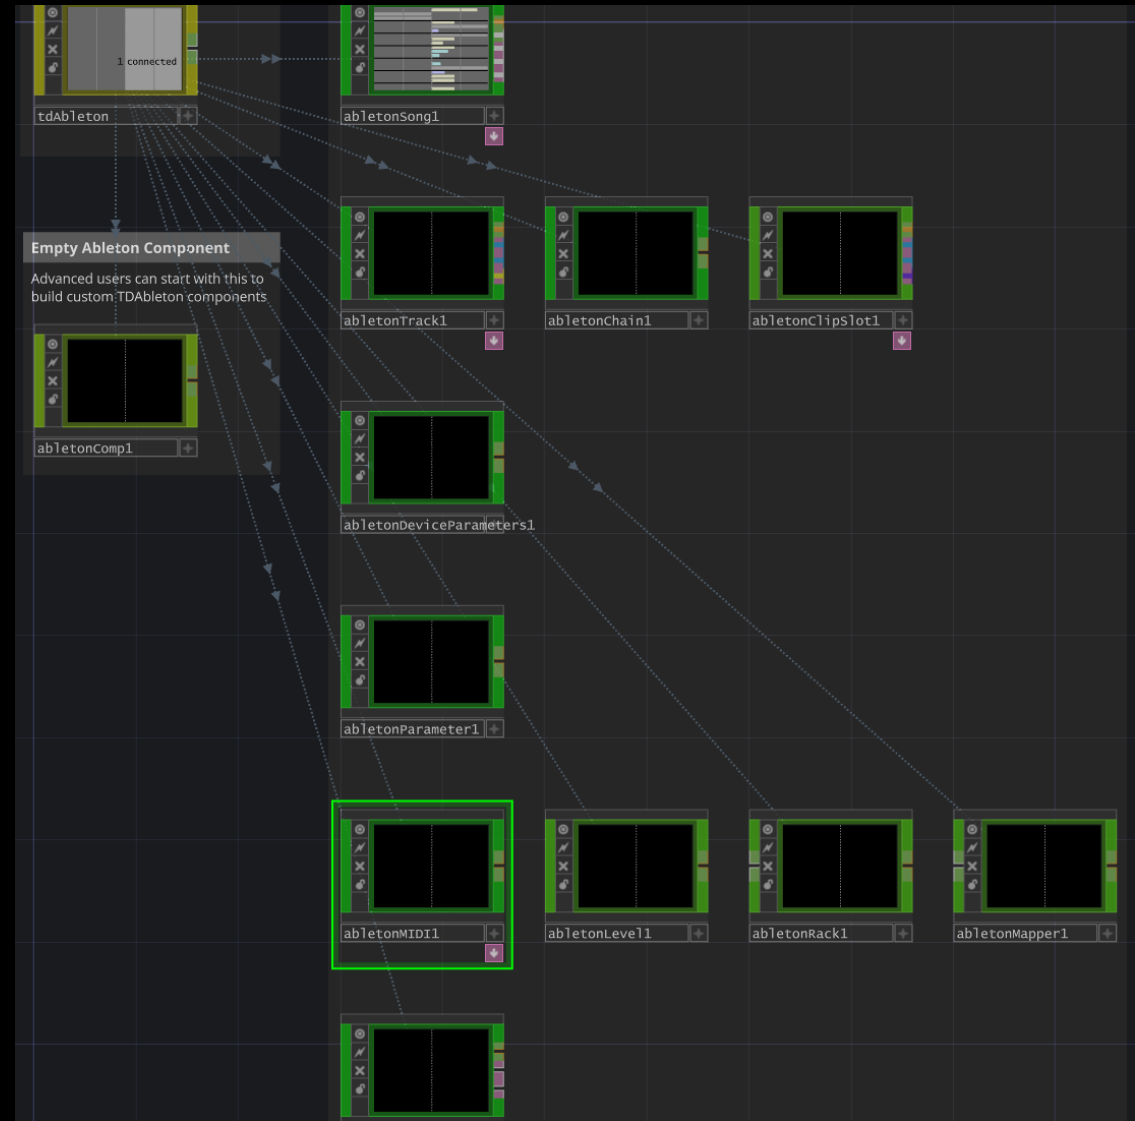 1 connected
tdAbleton
abletonSong1
Empty Ableton Component
Advanced users can start with this to
build custom TDAbleton components
abletonTrack1
abletonChain1
abletonClipSlot1
abletonComp1
abletonDeviceParameters1
abletonParameter1
abletonMIDI1
abletonLevel1
abletonRack1
abletonMapper1